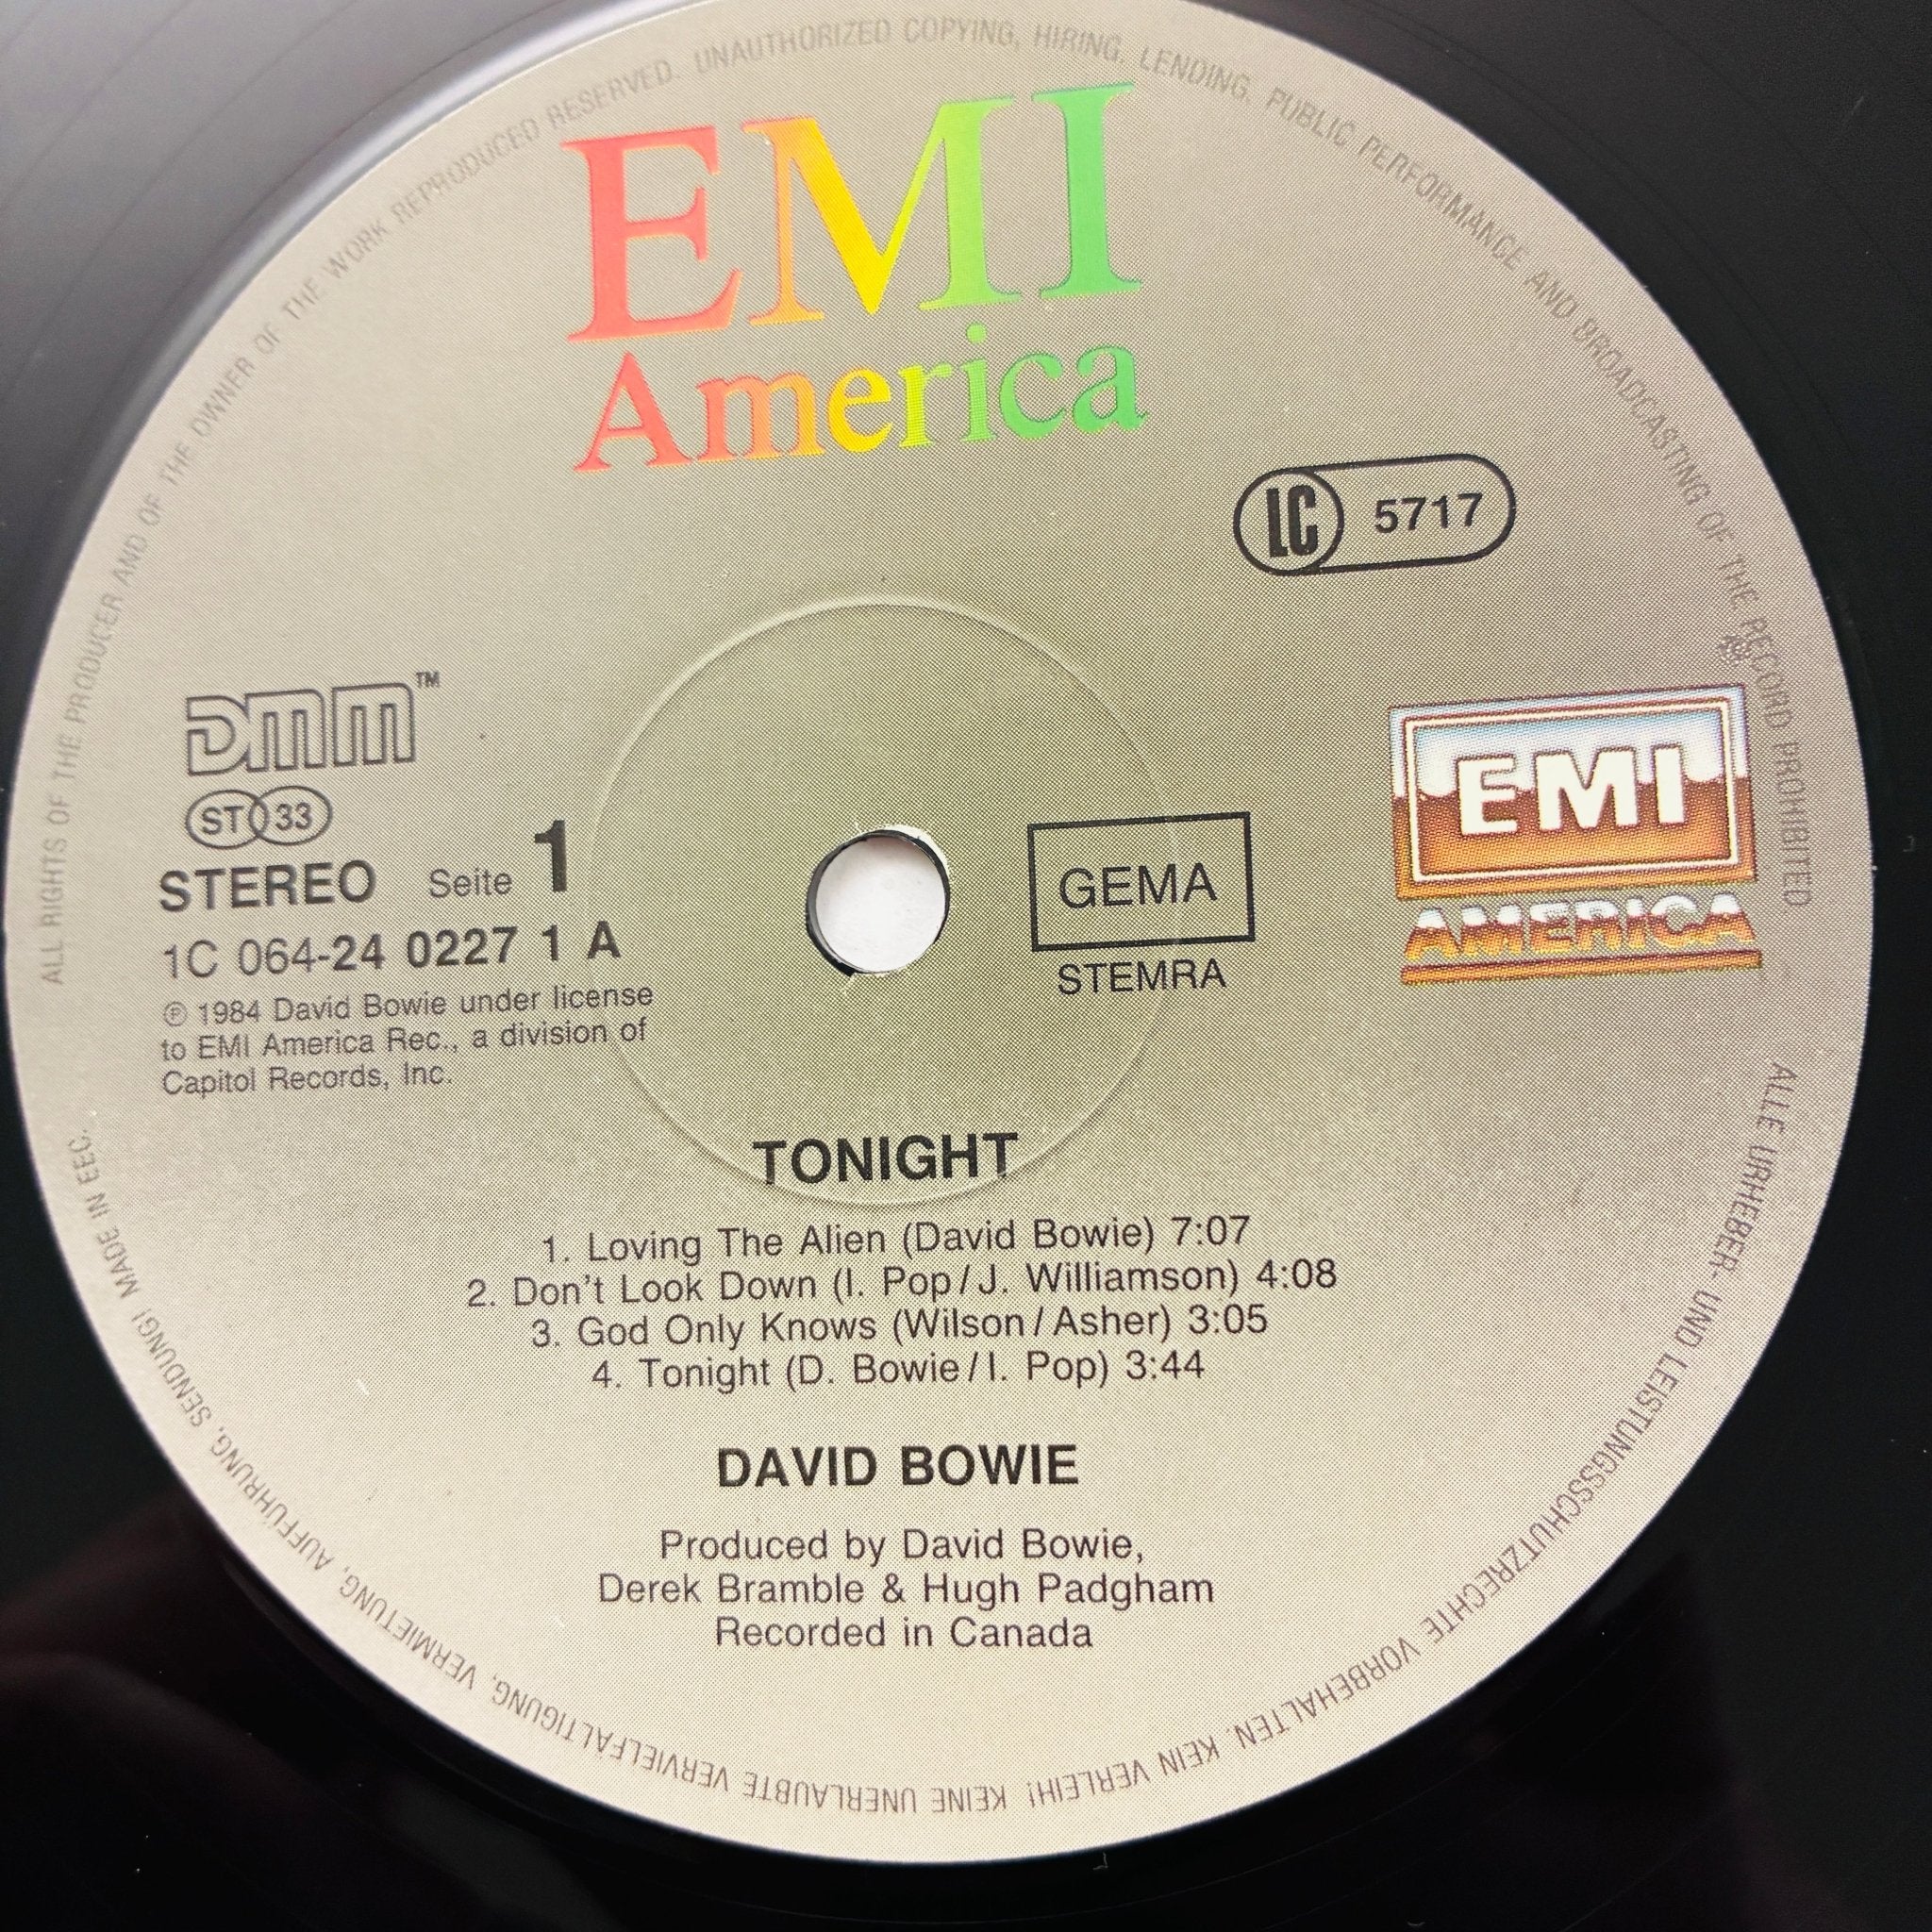 ALL RIGHTS OF THE PRODUCER AND OF THE OWNER OF THE WORK REPRODUCED RESERVED. UNAUTHORIZED COPYING, HIRING, LENDING, PUBLIC PERFORMANCE AND BROADCASTING OF THE RECORD PROHIBITED.
EMI
America
LC 5717
DMM™
ST 33
STEREO Seite 1
1C 064-24 0227 1 A
℗ 1984 David Bowie under license
to EMI America Rec., a division of
Capitol Records, Inc.
GEMA
STEMRA
EMI
AMERICA
TONIGHT
1. Loving The Alien (David Bowie) 7:07
2. Don't Look Down (I. Pop/J. Williamson) 4:08
3. God Only Knows (Wilson/Asher) 3:05
4. Tonight (D. Bowie/I. Pop) 3:44
DAVID BOWIE
Produced by David Bowie,
Derek Bramble & Hugh Padgham
Recorded in Canada
ALLE URHEBER- UND LEISTUNGSSCHUTZRECHTE VORBEHALTEN. KEIN VERLEIH! KEINE UNERLAUBTE VERVIELFÄLTIGUNG, VERMIETUNG, AUFFÜHRUNG, SENDUNG! MADE IN EEC.